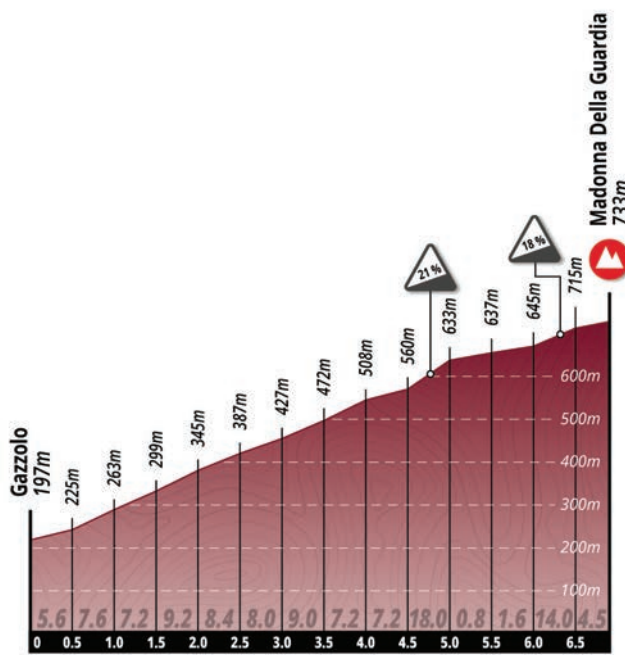 Madonna Della Guardia
733m
18 %
21 %
715m
645m
637m
633m
560m
508m
472m
427m
387m
345m
299m
263m
225m
Gazzolo
197m
600m
500m
400m
300m
200m
100m
5.6 7.6 7.2 9.2 8.4 8.0 9.0 7.2 7.2 18.0 0.8 1.6 14.0 4.5
0 0.5 1.0 1.5 2.0 2.5 3.0 3.5 4.0 4.5 5.0 5.5 6.0 6.5